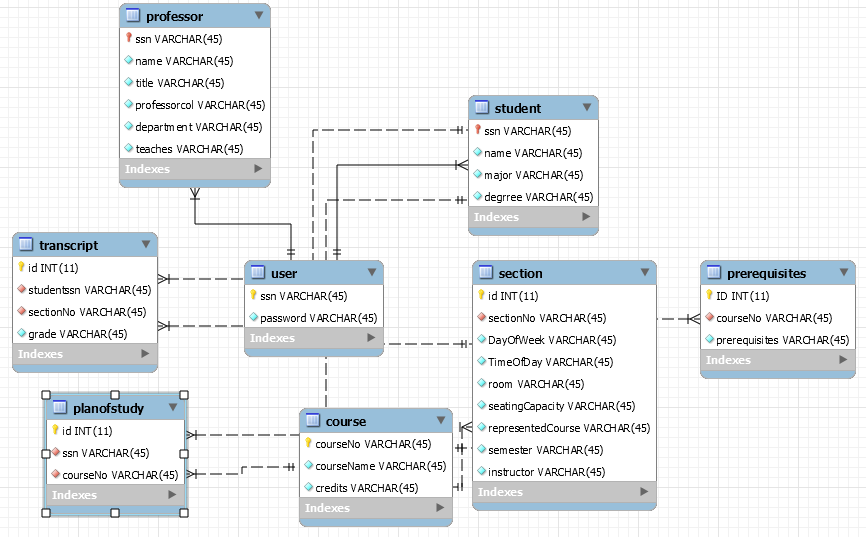 professor
ssn VARCHAR(45)
name VARCHAR(45)
title VARCHAR(45)
professorcol VARCHAR(45)
department VARCHAR(45)
teaches VARCHAR(45)
Indexes
student
ssn VARCHAR(45)
name VARCHAR(45)
major VARCHAR(45)
degrree VARCHAR(45)
Indexes
transcript
id INT(11)
studentssn VARCHAR(45)
sectionNo VARCHAR(45)
grade VARCHAR(45)
Indexes
user
ssn VARCHAR(45)
password VARCHAR(45)
Indexes
section
id INT(11)
sectionNo VARCHAR(45)
DayOfWeek VARCHAR(45)
TimeOfDay VARCHAR(45)
room VARCHAR(45)
seatingCapacity VARCHAR(45)
representedCourse VARCHAR(45)
semester VARCHAR(45)
instructor VARCHAR(45)
Indexes
prerequisites
ID INT(11)
courseNo VARCHAR(45)
prerequisites VARCHAR(45)
Indexes
planofstudy
id INT(11)
ssn VARCHAR(45)
courseNo VARCHAR(45)
Indexes
course
courseNo VARCHAR(45)
courseName VARCHAR(45)
credits VARCHAR(45)
Indexes